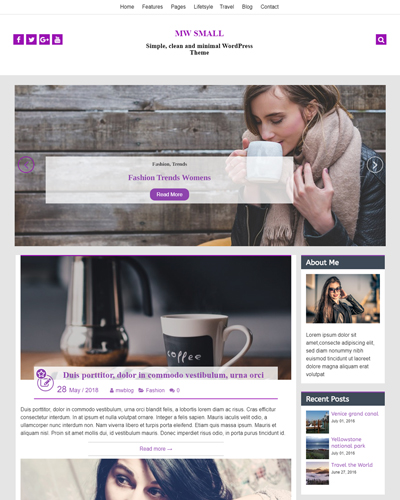 Home Features Pages Lifetsyle Travel Blog Contact
MW SMALL
Simple, clean and minimal WordPress
Theme
Fashion, Trends
Fashion Trends Womens
Read More
About Me
Lorem ipsum dolor sit
amet,consecte adipiscing elit,
sed diam nonummy nibh
euismod tincidunt ut laoreet
dolore magna aliquam erat
volutpat
coffee
Duis porttitor, dolor in commodo vestibulum, urna orci
28 May / 2018 mwblog Fashion 0
Duis porttitor, dolor in commodo vestibulum, urna orci blandit felis, a lobortis lorem diam ac risus. Cras efficitur
consectetur interdum. In at ipsum et nulla volutpat ornare. Integer a felis sapien. Mauris iaculis velit odio, a
ullamcorper nunc interdum non. Nam viverra libero et turpis porta eleifend. Etiam quis massa ipsum. Mauris et
aliquam nisl. Proin sit amet mollis dui, id vestibulum mauris. Donec imperdiet risus odio, in porta purus tincidunt id.
Read more
Recent Posts
Venice grand canal
July 01, 2018
Yellowstone
national park
July 01, 2018
Travel the World
June 27, 2018